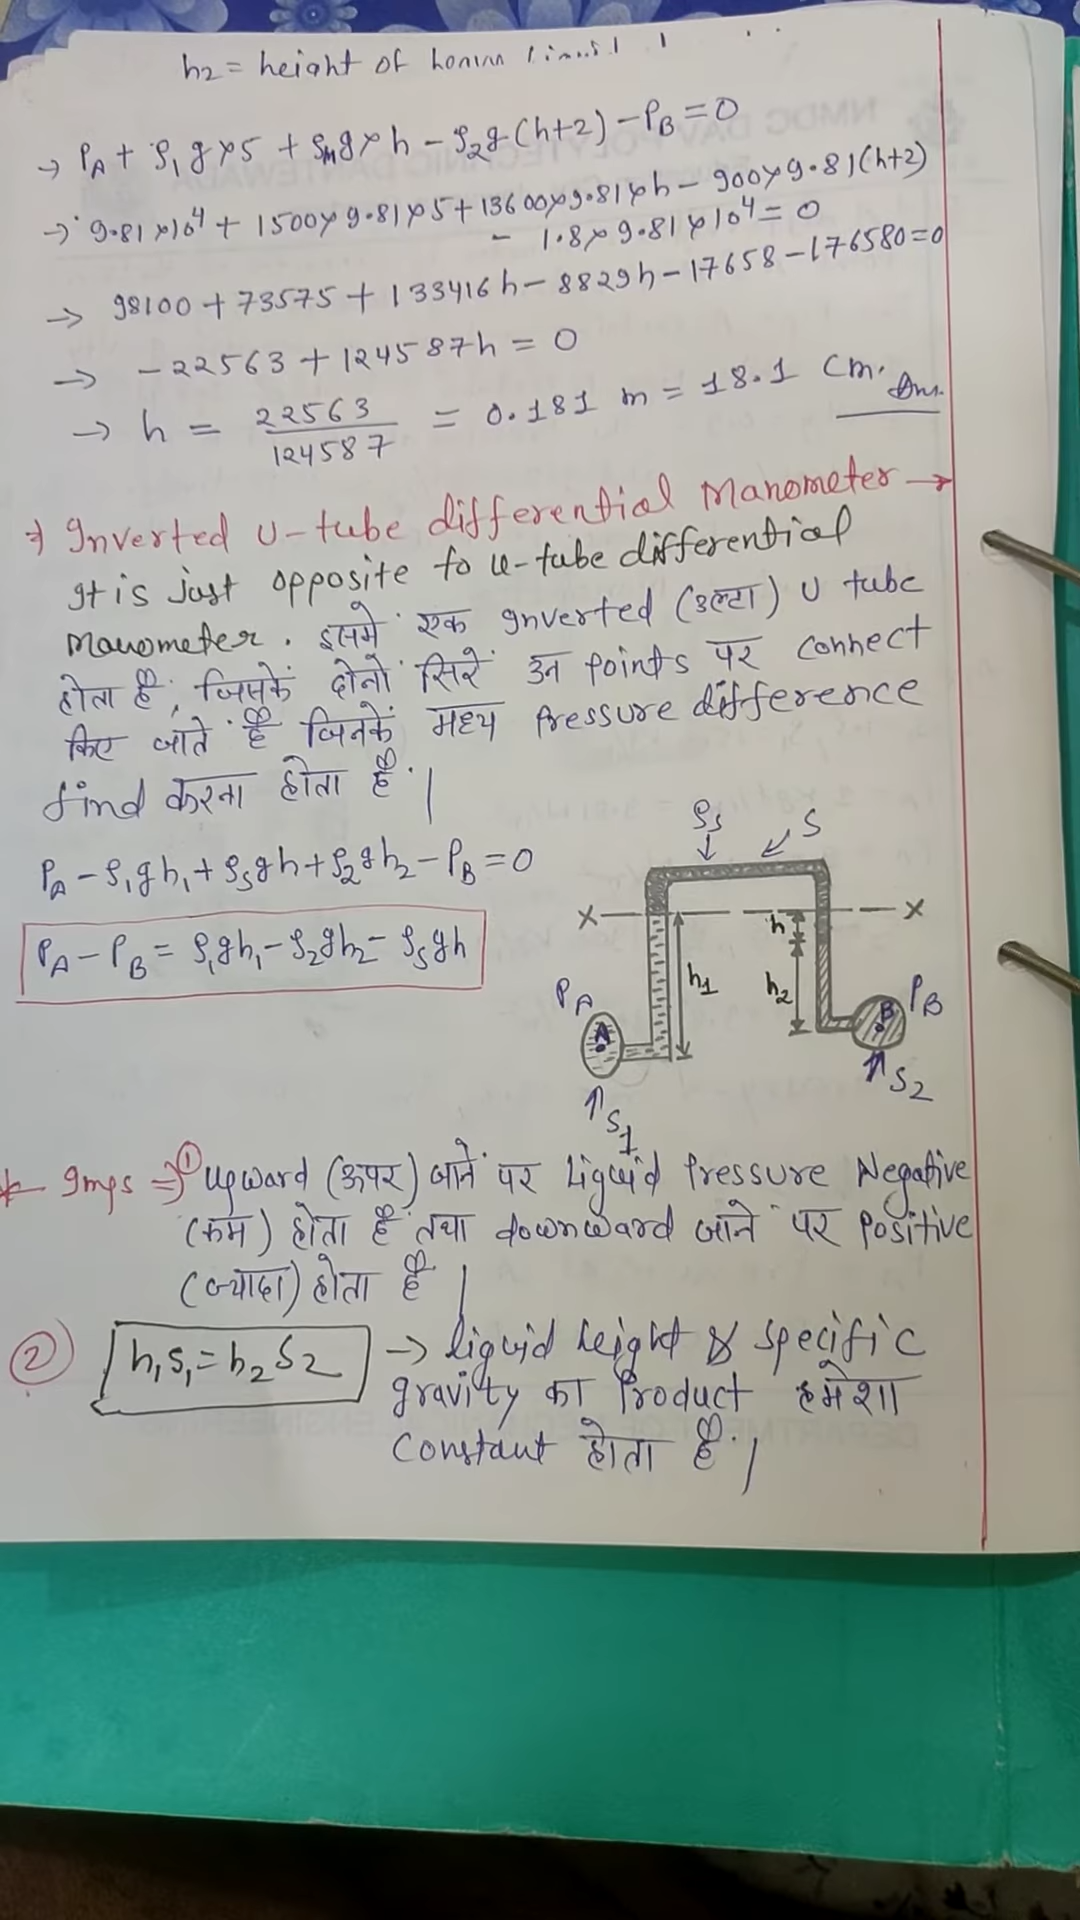 h2 = height of
→ PA + ρ1g×5 + ρmg×h − ρ2g(h+2) − PB = 0
→ 9.81×10⁴ + 1500×9.81×5 + 13600×9.81×h − 900×9.81(h+2)
− 1.8×9.81×10⁴ = 0
→ 98100 + 73575 + 133416h − 8829h − 17658 − 176580 = 0
→ −22563 + 124587h = 0
→ h = 22563/124587 = 0.181 m = 18.1 cm. Ans.
⇒ Inverted U-tube differential Manometer →
It is just opposite to U-tube differential
Manometer. इसमें एक Inverted (उल्टा) U tube
होता है, जिसके दोनों सिरें उन points पर connect
किए जाते हैं जिनके मध्य Pressure difference
find करना होता है।
PA − ρ1gh1 + ρsgh + ρ2gh2 − PB = 0
PA − PB = ρ1gh1 − ρ2gh2 − ρsgh
ρs
S
X
X
h
h1
h2
PA
A
PB
B
S1
S2
* Imps ⇒ ① Upward (ऊपर) जाने पर Liquid Pressure Negative
(कम) होता है तथा downward जाने पर Positive
(ज्यादा) होता है।
② h1s1 = h2s2 → liquid height & specific
gravity का Product हमेशा
Constant होता है।